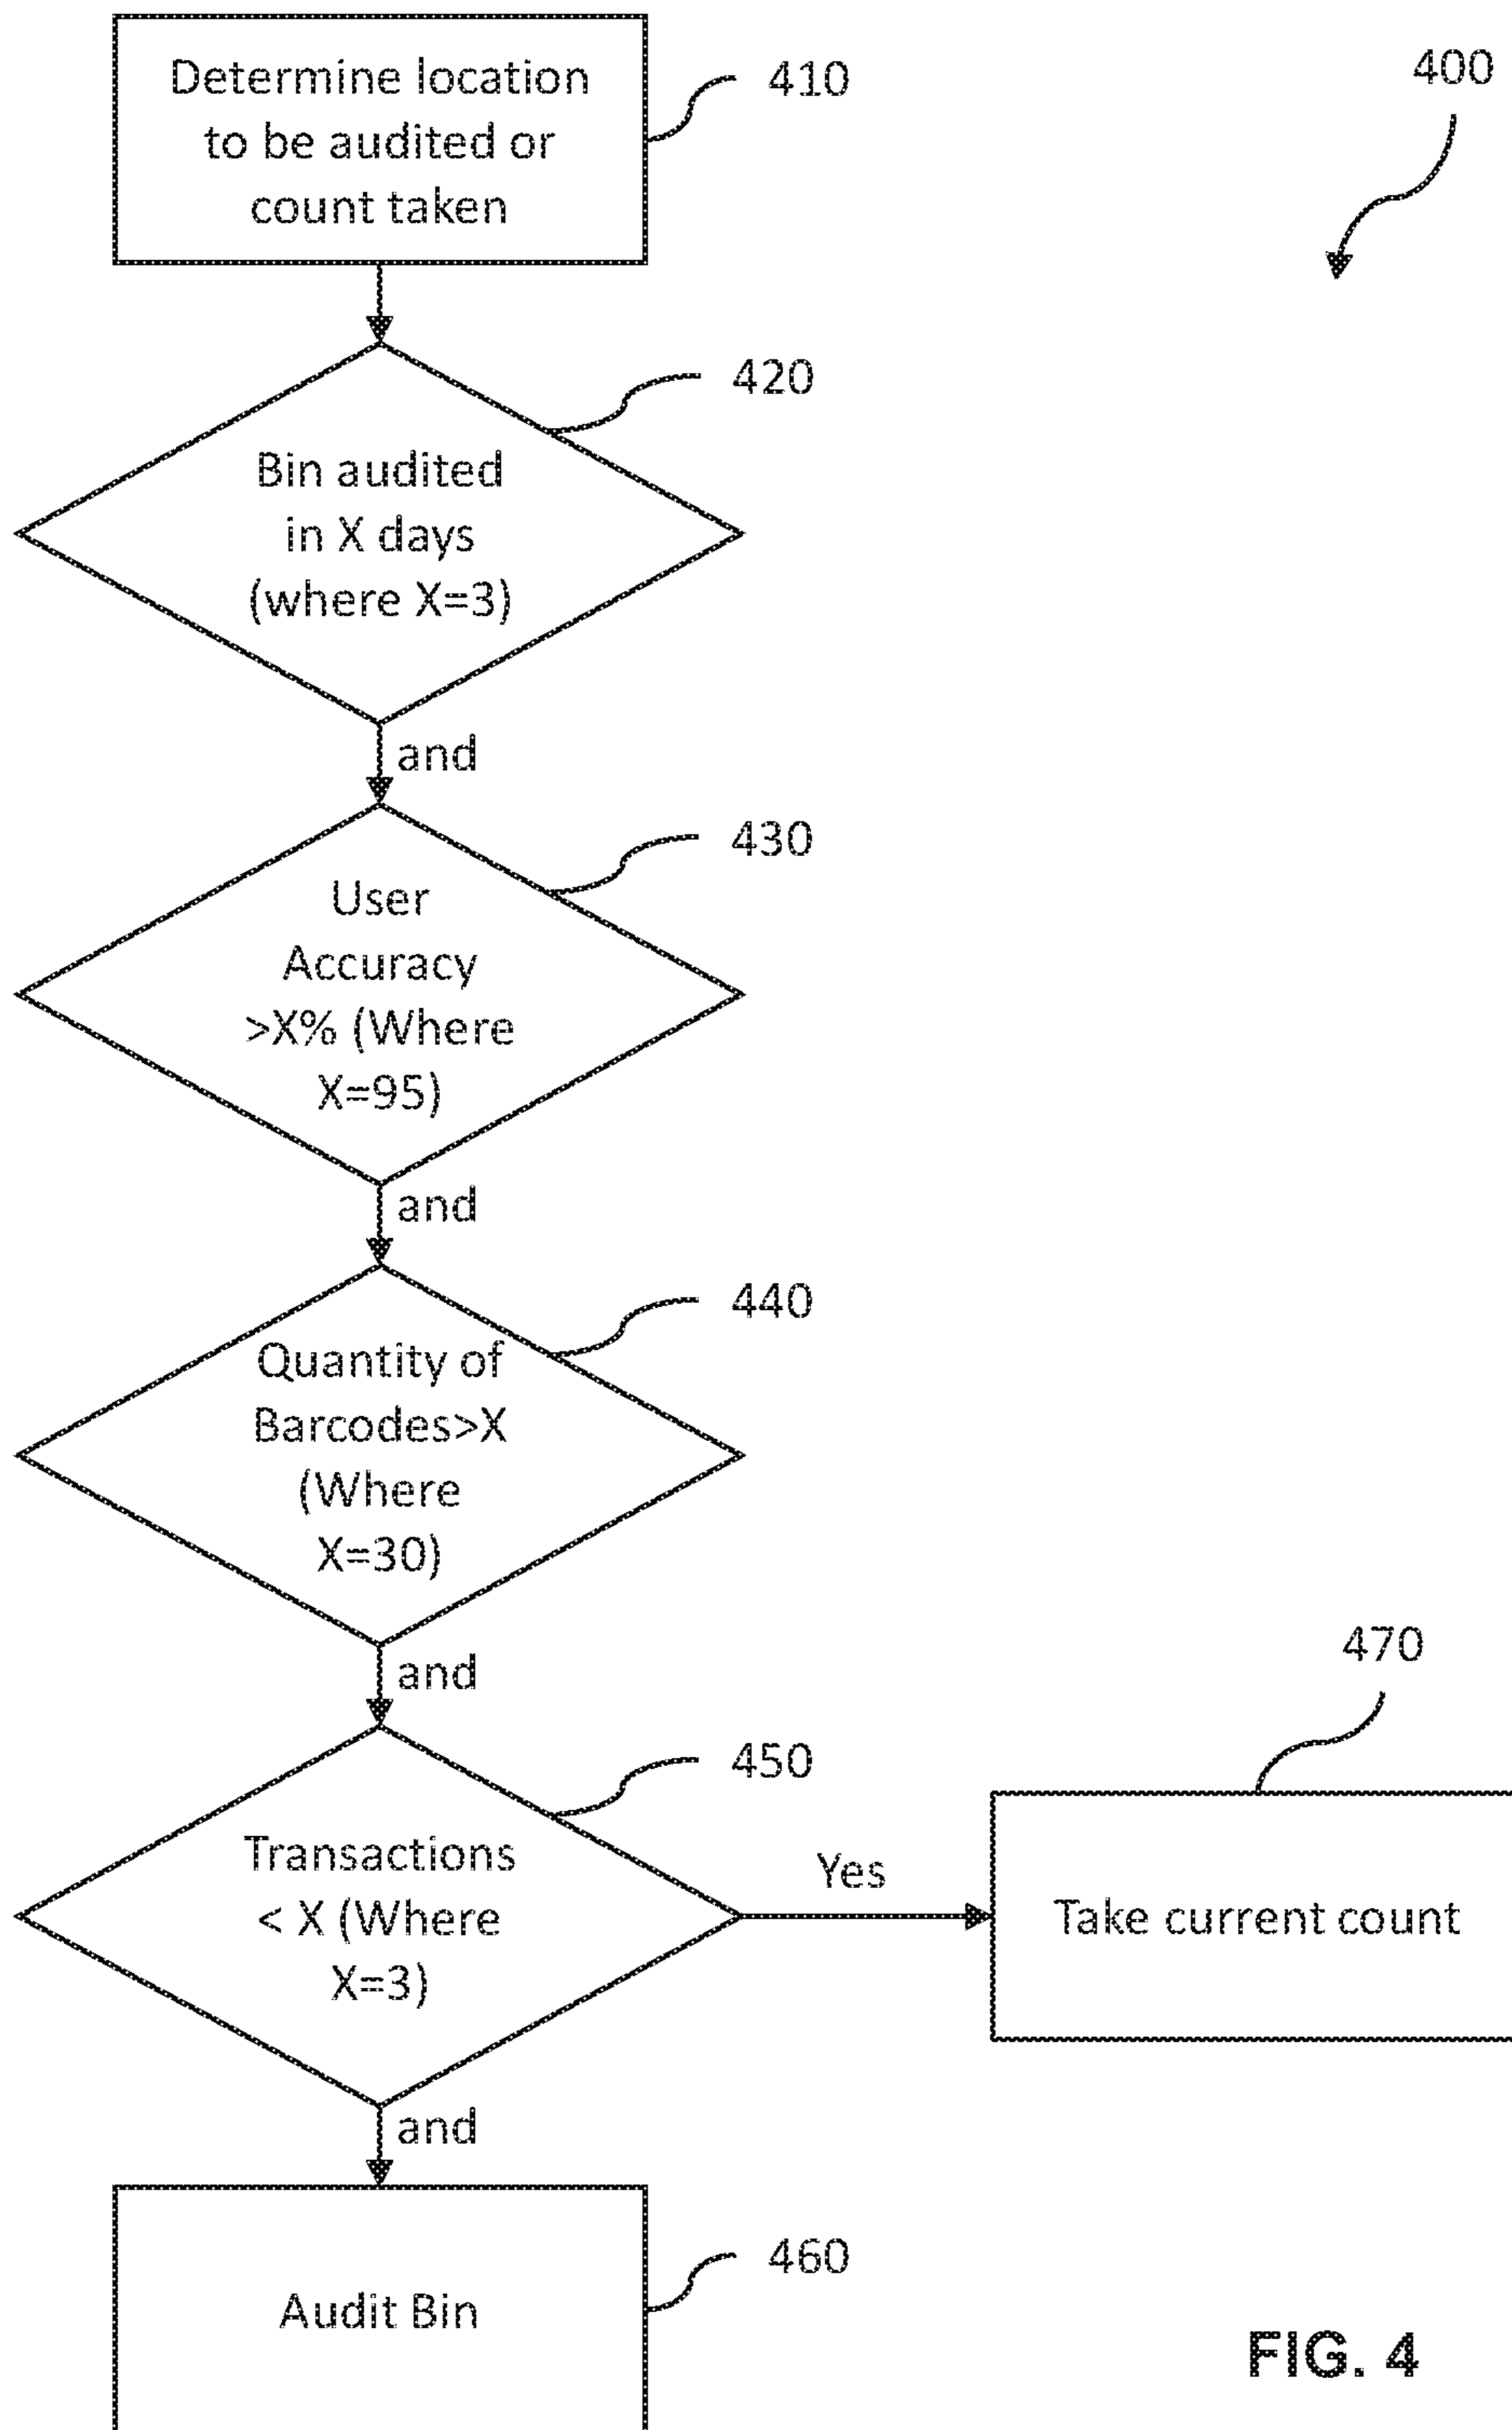 Determine location
to be audited or
count taken
410
400
Bin audited
in X days
(where X=3)
420
and
User
Accuracy
>X% (Where
X=95)
430
and
Quantity of
Barcodes>X
(Where
X=30)
440
and
Transactions
< X (Where
X=3)
450
Yes
Take current count
470
and
Audit Bin
460
FIG. 4